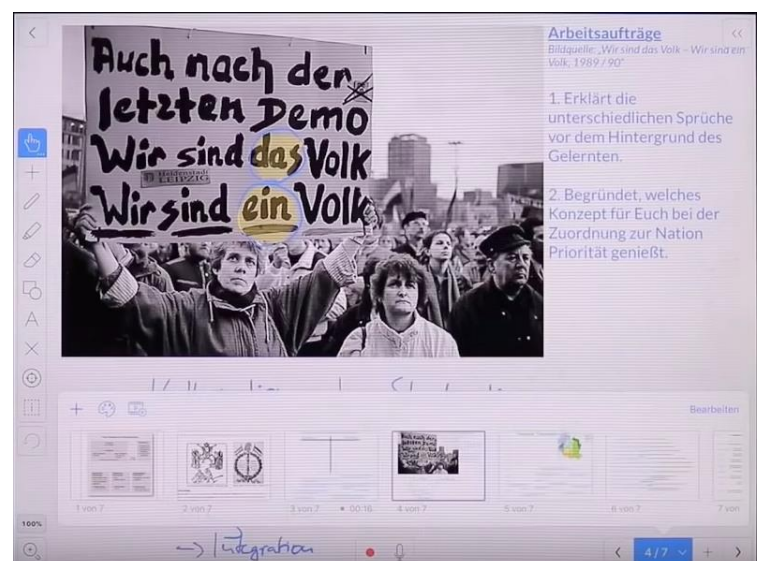 Auch nach der
letzten Demo
Wir sind das Volk
Heldenstadt
LEIPZIG
Wir sind ein Volk
Arbeitsaufträge
Bildquelle: „Wir sind das Volk – Wir sind ein
Volk, 1989 / 90"
1. Erklärt die
unterschiedlichen Sprüche
vor dem Hintergrund des
Gelernten.
2. Begründet, welches
Konzept für Euch bei der
Zuordnung zur Nation
Priorität genießt.
Bearbeiten
1 von 7
2 von 7
3 von 7
00:16
4 von 7
5 von 7
6 von 7
7 von
100%
-> Integration
4/7